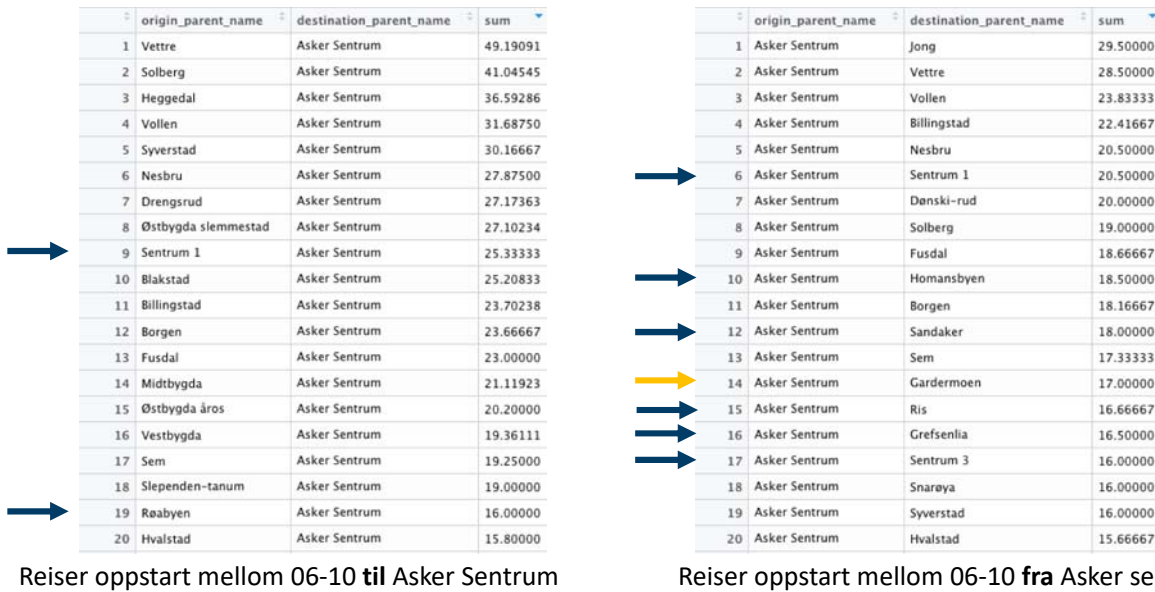 origin_parent_name destination_parent_name sum
1 Vettre Asker Sentrum 49.19091
2 Solberg Asker Sentrum 41.04545
3 Heggedal Asker Sentrum 36.59286
4 Vollen Asker Sentrum 31.68750
5 Syverstad Asker Sentrum 30.16667
6 Nesbru Asker Sentrum 27.87500
7 Drengsrud Asker Sentrum 27.17363
8 Østbygda slemmestad Asker Sentrum 27.10234
9 Sentrum 1 Asker Sentrum 25.33333
10 Blakstad Asker Sentrum 25.20833
11 Billingstad Asker Sentrum 23.70238
12 Borgen Asker Sentrum 23.66667
13 Fusdal Asker Sentrum 23.00000
14 Midtbygda Asker Sentrum 21.11923
15 Østbygda åros Asker Sentrum 20.20000
16 Vestbygda Asker Sentrum 19.36111
17 Sem Asker Sentrum 19.25000
18 Slependen-tanum Asker Sentrum 19.00000
19 Røabyen Asker Sentrum 16.00000
20 Hvalstad Asker Sentrum 15.80000
Reiser oppstart mellom 06-10 til Asker Sentrum
origin_parent_name destination_parent_name sum
1 Asker Sentrum Jong 29.50000
2 Asker Sentrum Vettre 28.50000
3 Asker Sentrum Vollen 23.83333
4 Asker Sentrum Billingstad 22.41667
5 Asker Sentrum Nesbru 20.50000
6 Asker Sentrum Sentrum 1 20.50000
7 Asker Sentrum Dønski-rud 20.00000
8 Asker Sentrum Solberg 19.00000
9 Asker Sentrum Fusdal 18.66667
10 Asker Sentrum Homansbyen 18.50000
11 Asker Sentrum Borgen 18.16667
12 Asker Sentrum Sandaker 18.00000
13 Asker Sentrum Sem 17.33333
14 Asker Sentrum Gardermoen 17.00000
15 Asker Sentrum Ris 16.66667
16 Asker Sentrum Grefsenlia 16.50000
17 Asker Sentrum Sentrum 3 16.00000
18 Asker Sentrum Snarøya 16.00000
19 Asker Sentrum Syverstad 16.00000
20 Asker Sentrum Hvalstad 15.66667
Reiser oppstart mellom 06-10 fra Asker se